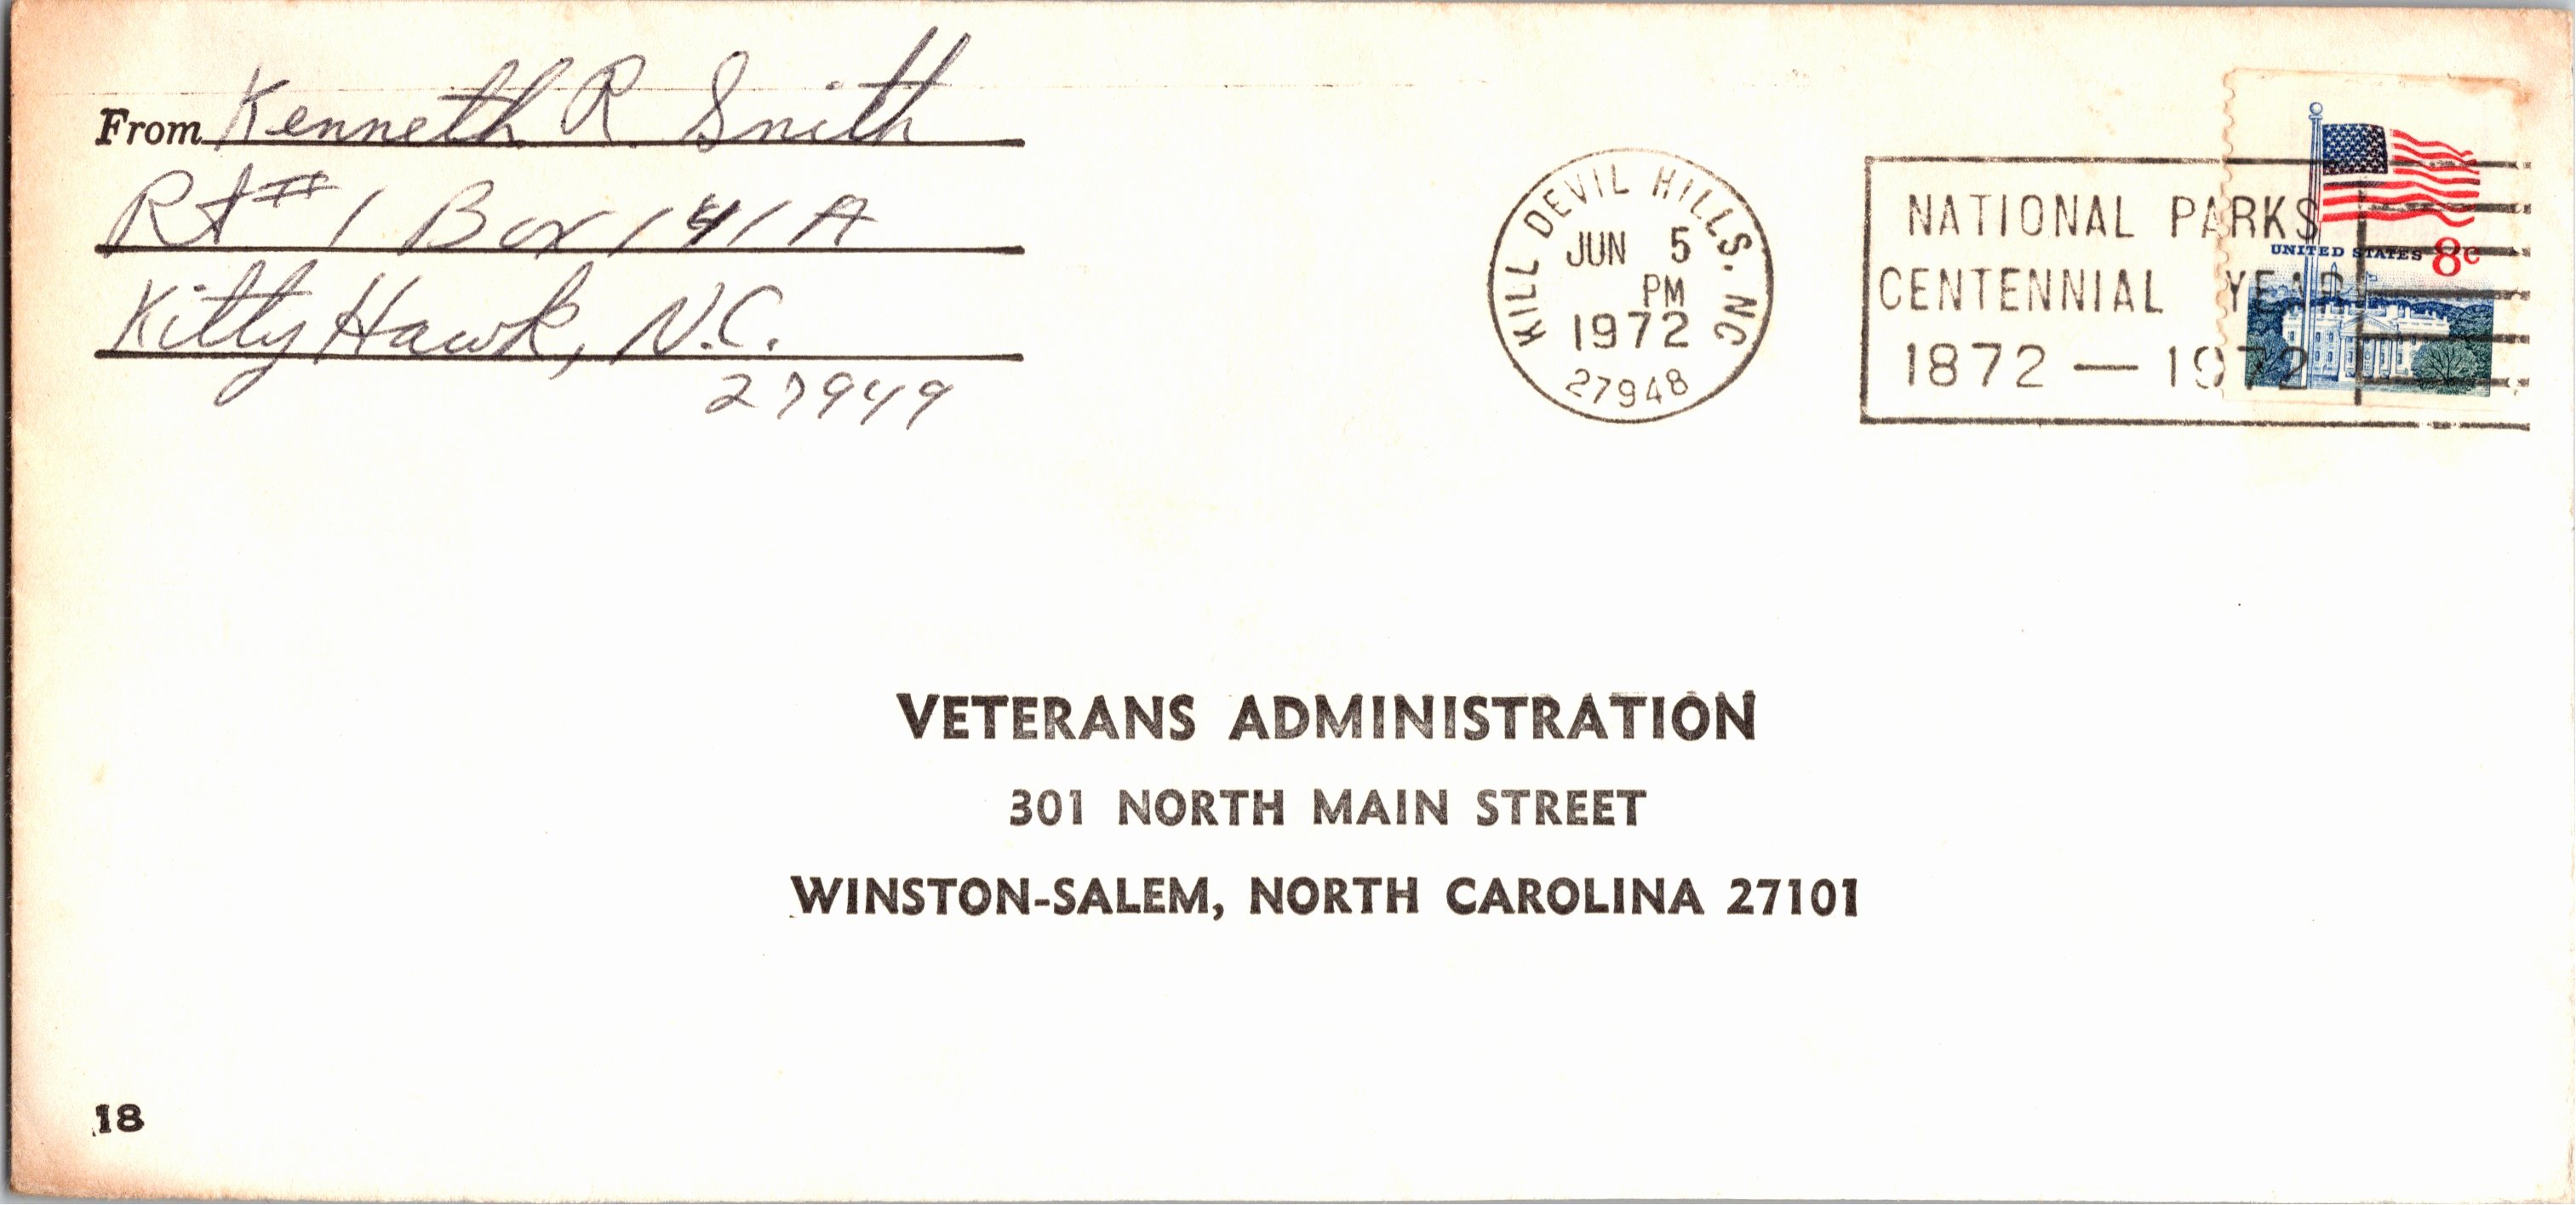 From Kenneth R. Smith
Rt # 1 Box 141 A
Kitty Hawk, N.C.
27949
KILL DEVIL HILLS, NC
JUN 5
PM
1972
27948
NATIONAL PARKS
CENTENNIAL YEAR
1872 — 1972
UNITED STATES 8c
VETERANS ADMINISTRATION
301 NORTH MAIN STREET
WINSTON-SALEM, NORTH CAROLINA 27101
18